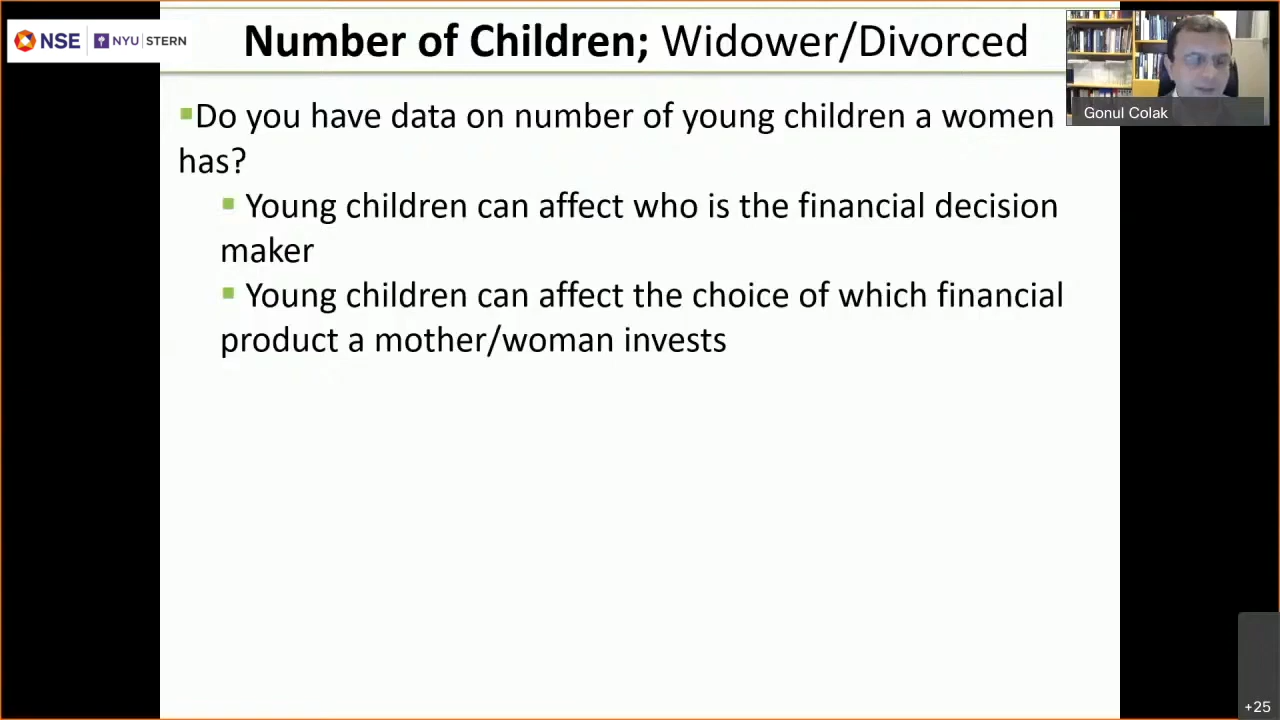 NSE NYU STERN
Number of Children; Widower/Divorced
Gonul Colak
Do you have data on number of young children a women
has?
Young children can affect who is the financial decision
maker
Young children can affect the choice of which financial
product a mother/woman invests
+25